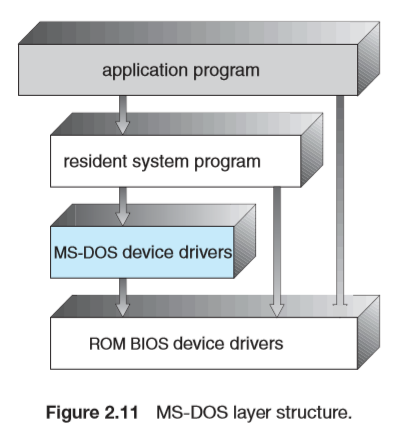 application program
resident system program
MS-DOS device drivers
ROM BIOS device drivers
Figure 2.11 MS-DOS layer structure.